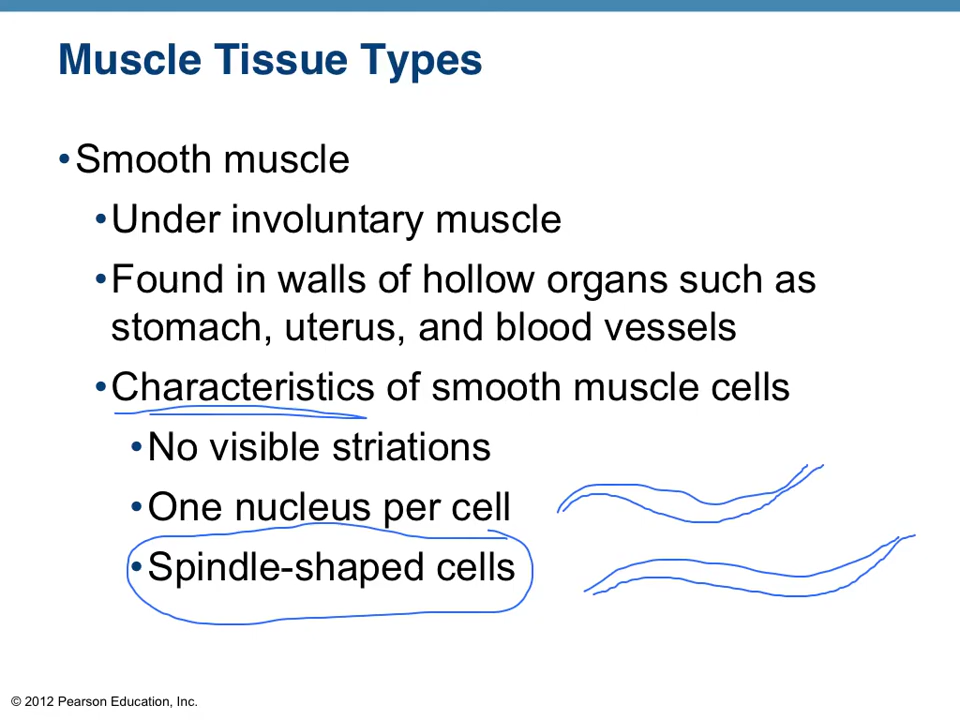 Muscle Tissue Types
•Smooth muscle
•Under involuntary muscle
•Found in walls of hollow organs such as
stomach, uterus, and blood vessels
•Characteristics of smooth muscle cells
•No visible striations
•One nucleus per cell
•Spindle-shaped cells
© 2012 Pearson Education, Inc.